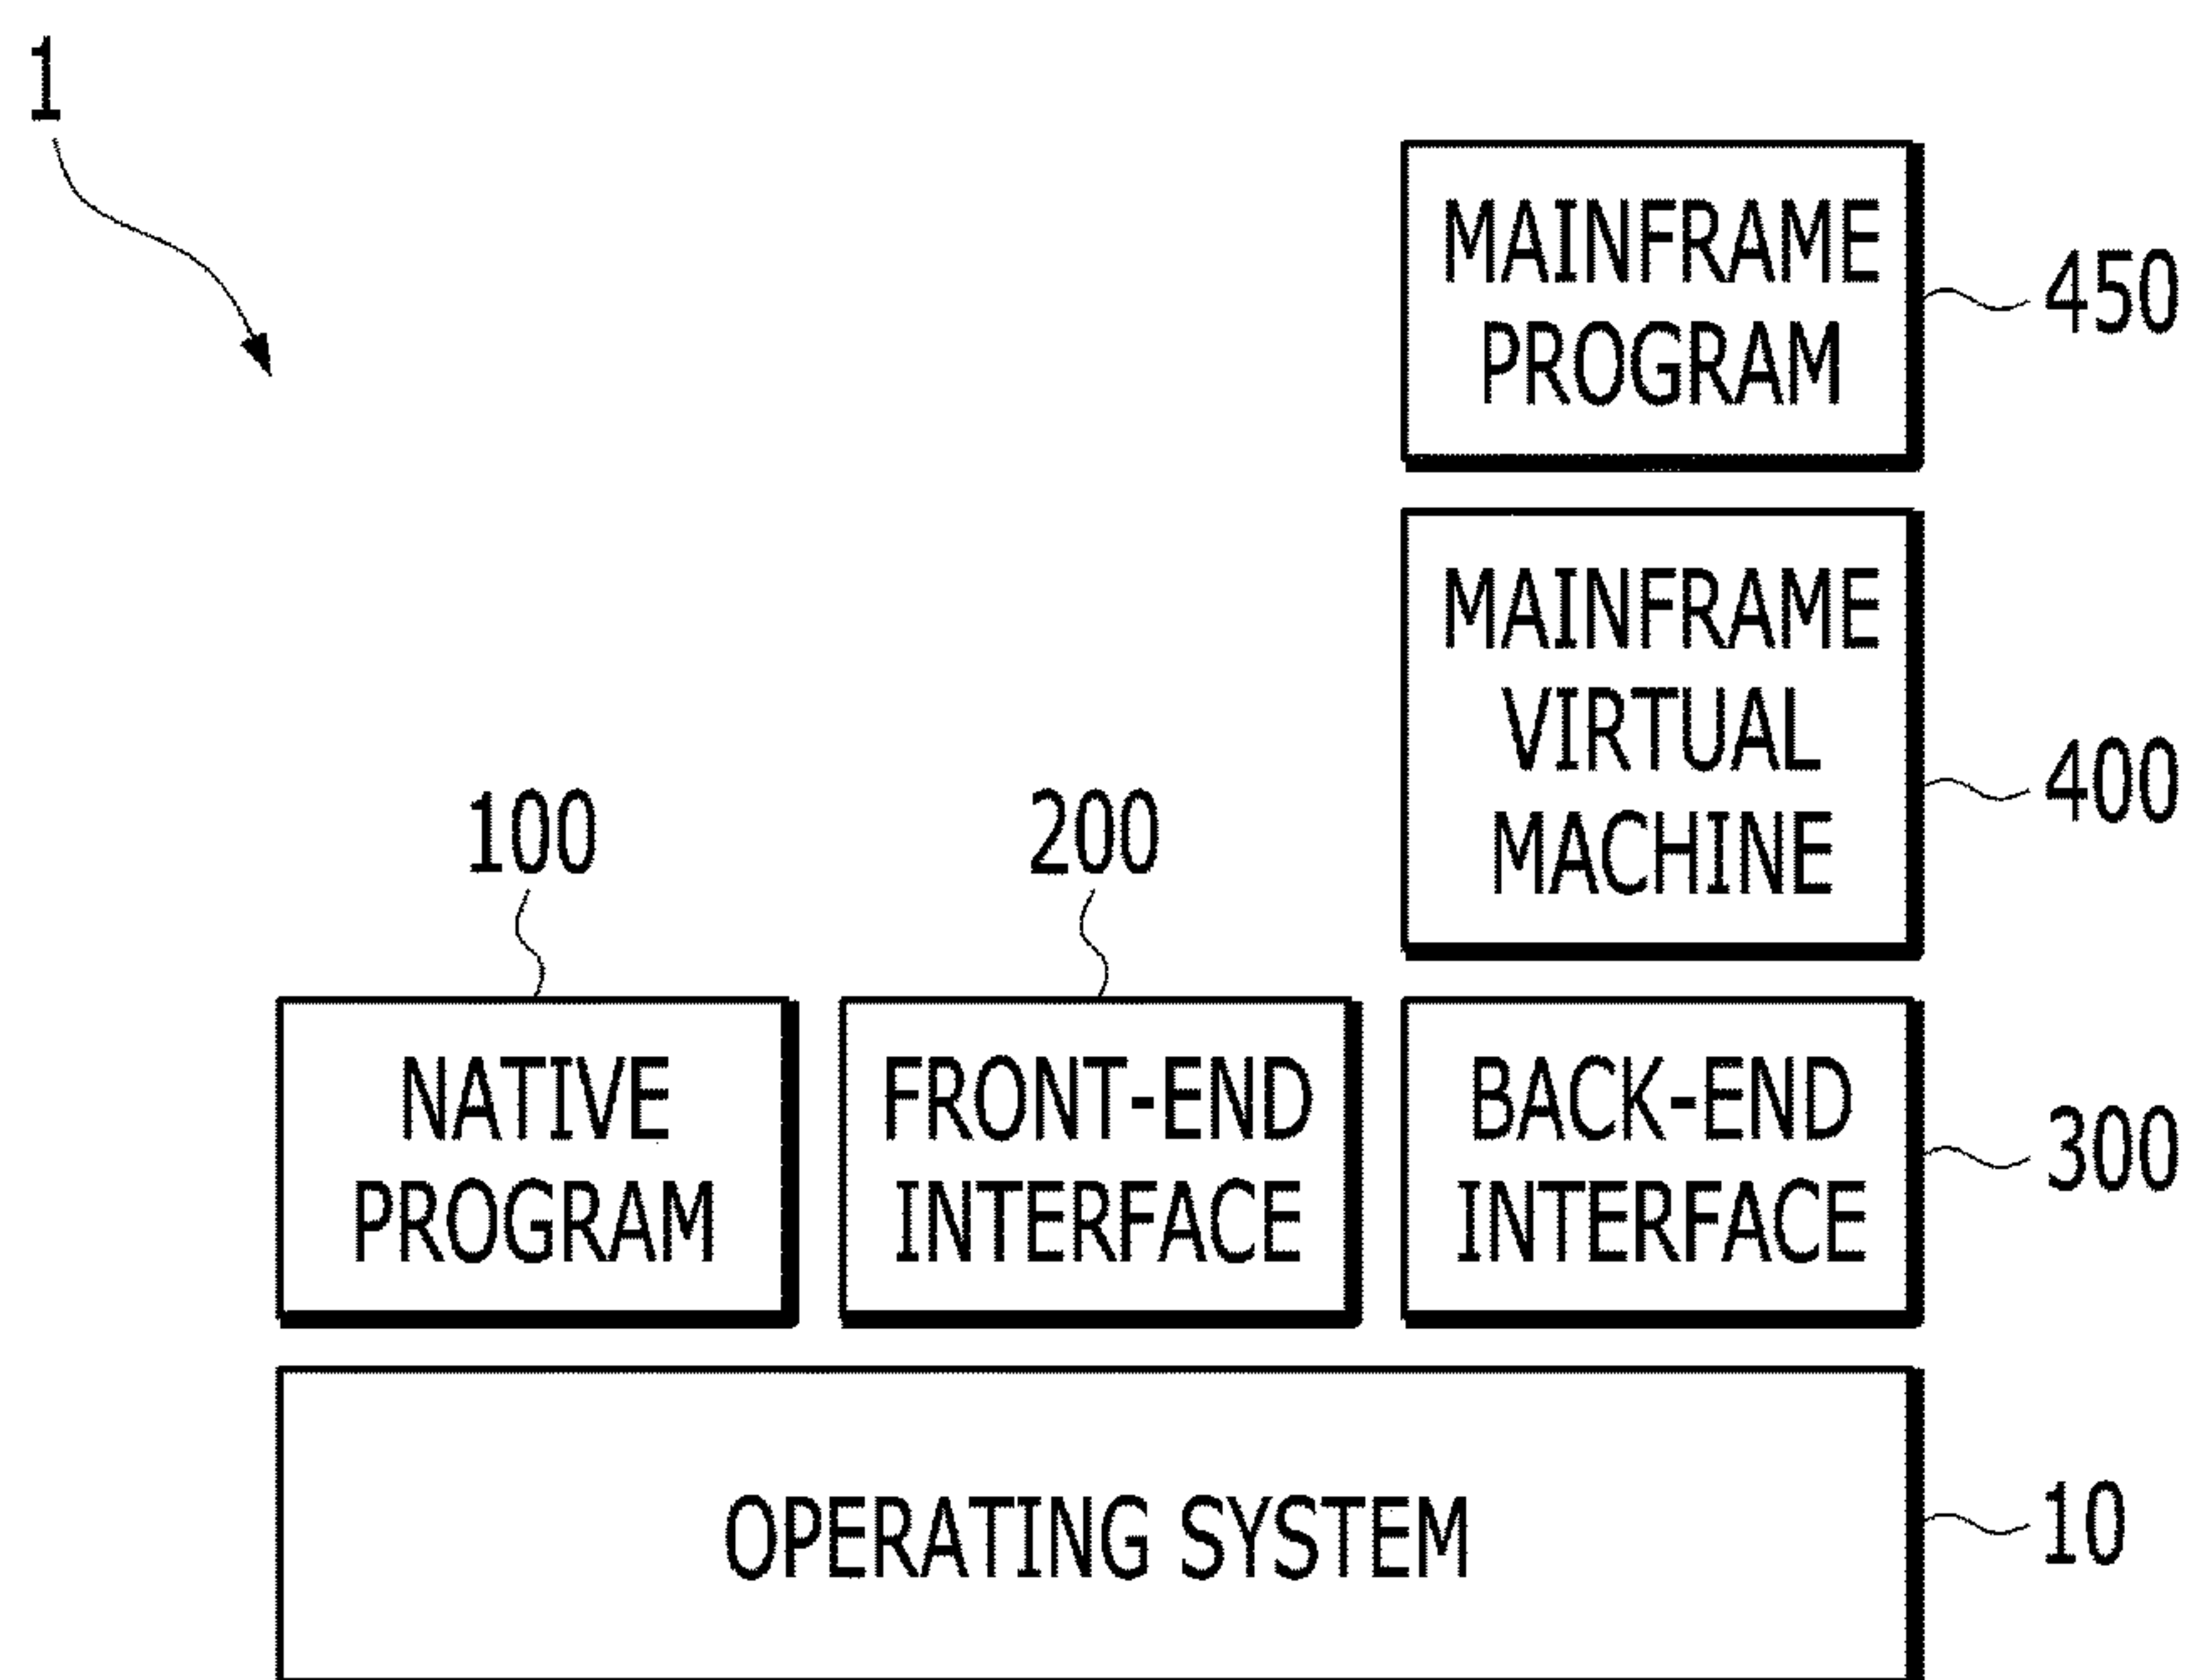 1
MAINFRAME
PROGRAM
450
MAINFRAME
VIRTUAL
MACHINE
400
100
200
NATIVE
PROGRAM
FRONT-END
INTERFACE
BACK-END
INTERFACE
300
OPERATING SYSTEM
10